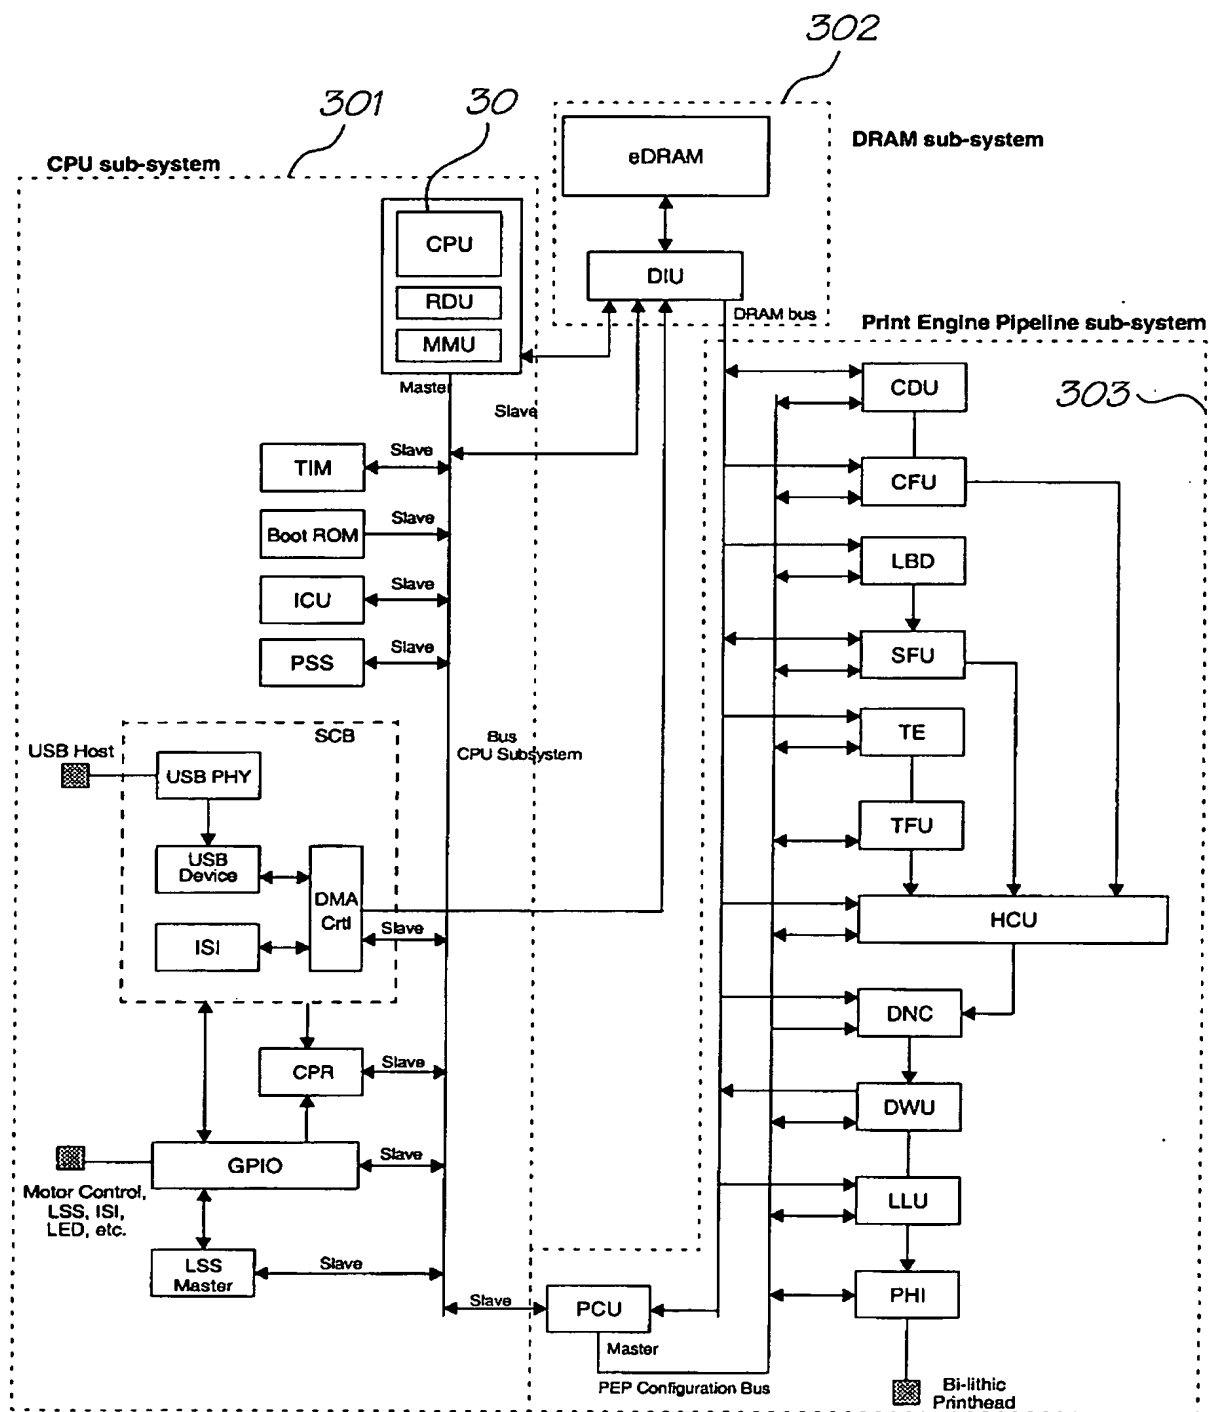 302
301
30
CPU sub-system
DRAM sub-system
eDRAM
CPU
RDU
MMU
Master
DIU
DRAM bus
Print Engine Pipeline sub-system
303
Slave
CDU
TIM
Slave
CFU
Boot ROM
Slave
LBD
ICU
Slave
PSS
Slave
SFU
TE
SCB
USB Host
USB PHY
Bus
CPU Subsystem
TFU
USB
Device
DMA
Crtl
HCU
ISI
Slave
DNC
CPR
Slave
DWU
GPIO
Slave
Motor Control,
LSS, ISI,
LED, etc.
LLU
LSS
Master
Slave
PHI
Slave
PCU
Master
PEP Configuration Bus
Bi-lithic
Printhead